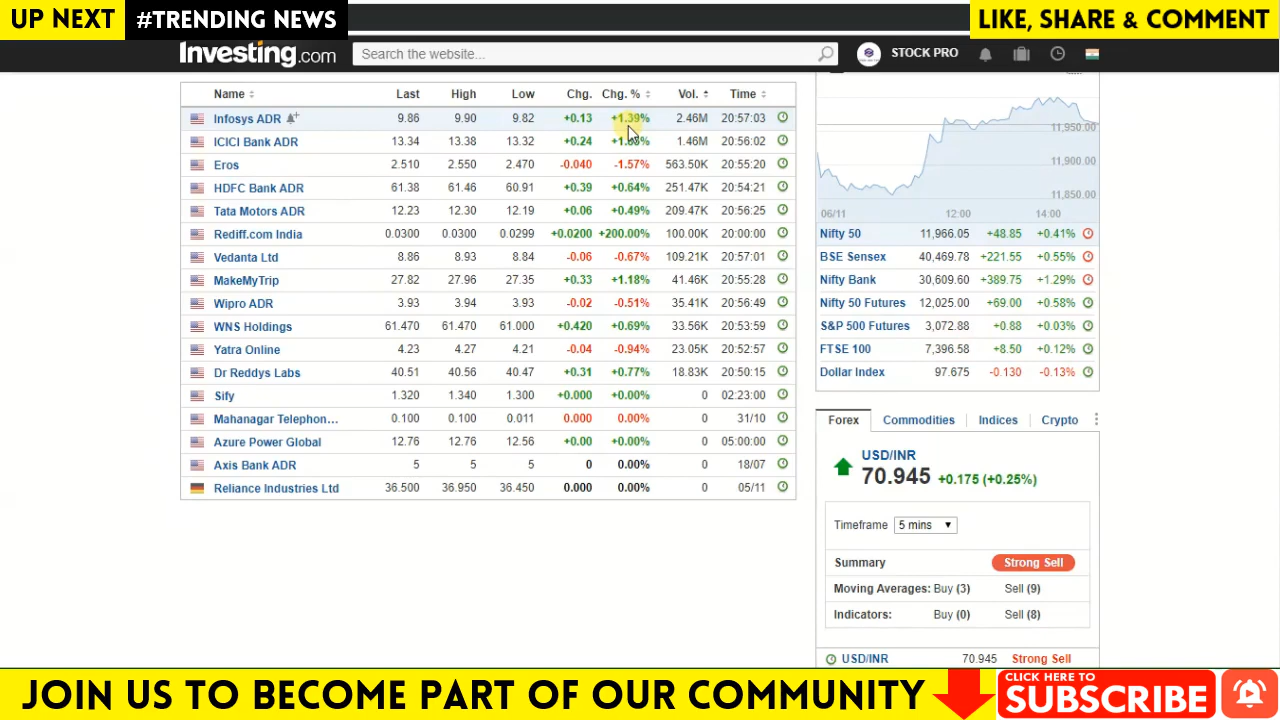 UP NEXT #TRENDING NEWS LIKE, SHARE & COMMENT
Investing.com Search the website... STOCK PRO
Name Last High Low Chg. Chg. % Vol. Time
Infosys ADR 9.86 9.90 9.82 +0.13 +1.39% 2.46M 20:57:03
ICICI Bank ADR 13.34 13.38 13.32 +0.24 1.46M 20:56:02
Eros 2.510 2.550 2.470 -0.040 -1.57% 563.50K 20:55:20
HDFC Bank ADR 61.38 61.46 60.91 +0.39 +0.64% 251.47K 20:54:21
Tata Motors ADR 12.23 12.30 12.19 +0.06 +0.49% 209.47K 20:56:25
Rediff.com India 0.0300 0.0300 0.0299 +0.0200 +200.00% 100.00K 20:00:00
Vedanta Ltd 8.86 8.93 8.84 -0.06 -0.67% 109.21K 20:57:01
MakeMyTrip 27.82 27.96 27.35 +0.33 +1.18% 41.46K 20:55:28
Wipro ADR 3.93 3.94 3.93 -0.02 -0.51% 35.41K 20:56:49
WNS Holdings 61.470 61.470 61.000 +0.420 +0.69% 33.56K 20:53:59
Yatra Online 4.23 4.27 4.21 -0.04 -0.94% 23.05K 20:52:57
Dr Reddys Labs 40.51 40.56 40.47 +0.31 +0.77% 18.83K 20:50:15
Sify 1.320 1.340 1.300 +0.000 +0.00% 0 02:23:00
Mahanagar Telephon... 0.100 0.100 0.011 0.000 0.00% 0 31/10
Azure Power Global 12.76 12.76 12.56 +0.00 +0.00% 0 05:00:00
Axis Bank ADR 5 5 5 0 0.00% 0 18/07
Reliance Industries Ltd 36.500 36.950 36.450 0.000 0.00% 0 05/11
11,950.00
11,900.00
11,850.00
06/11 12:00 14:00
Nifty 50 11,966.05 +48.85 +0.41%
BSE Sensex 40,469.78 +221.55 +0.55%
Nifty Bank 30,609.60 +389.75 +1.29%
Nifty 50 Futures 12,025.00 +69.00 +0.58%
S&P 500 Futures 3,072.88 +0.88 +0.03%
FTSE 100 7,396.58 +8.50 +0.12%
Dollar Index 97.675 -0.130 -0.13%
Forex Commodities Indices Crypto
USD/INR
70.945 +0.175 (+0.25%)
Timeframe 5 mins
Summary Strong Sell
Moving Averages: Buy (3) Sell (9)
Indicators: Buy (0) Sell (8)
USD/INR 70.945 Strong Sell
JOIN US TO BECOME PART OF OUR COMMUNITY CLICK HERE TO
SUBSCRIBE